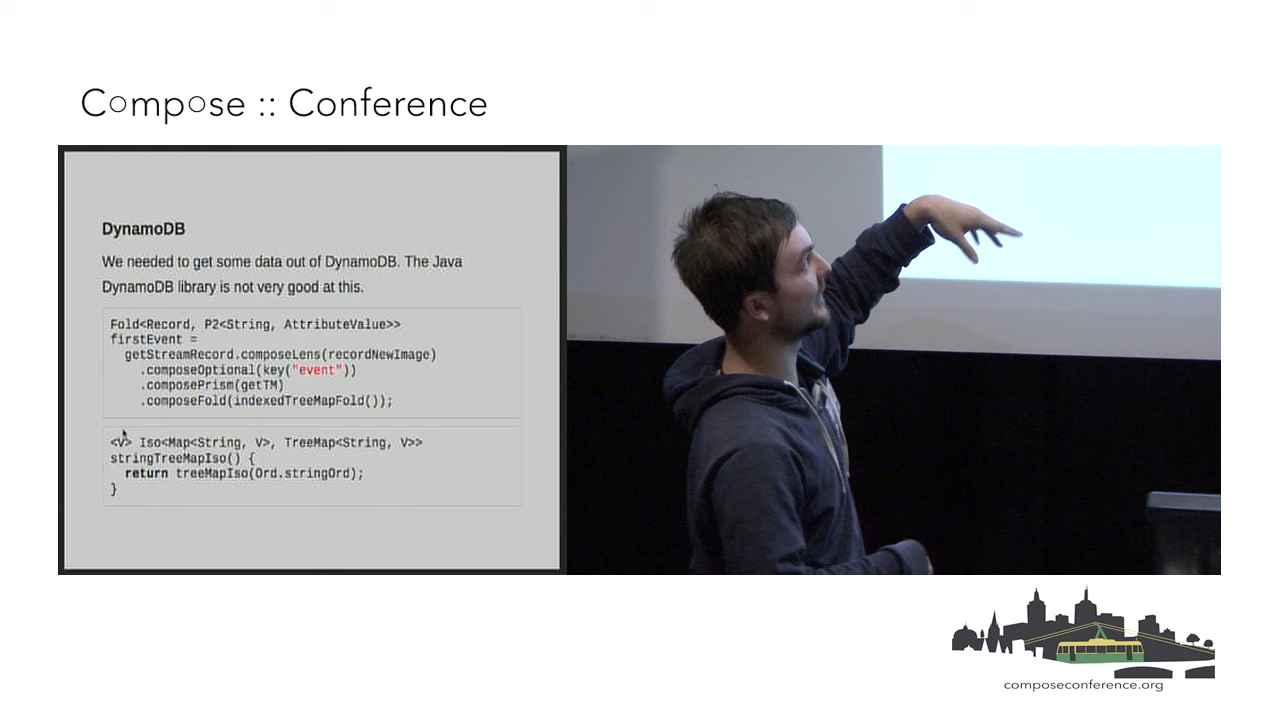 Compose :: Conference
DynamoDB
We needed to get some data out of DynamoDB. The Java
DynamoDB library is not very good at this.
Fold<Record, P2<String, AttributeValue>>
firstEvent =
getStreamRecord.composeLens(recordNewImage)
.composeOptional(key("event"))
.composePrism(getTM)
.composeFold(indexedTreeMapFold());
<V> Iso<Map<String, V>, TreeMap<String, V>>
stringTreeMapIso() {
return treeMapIso(Ord.stringOrd);
}
composeconference.org